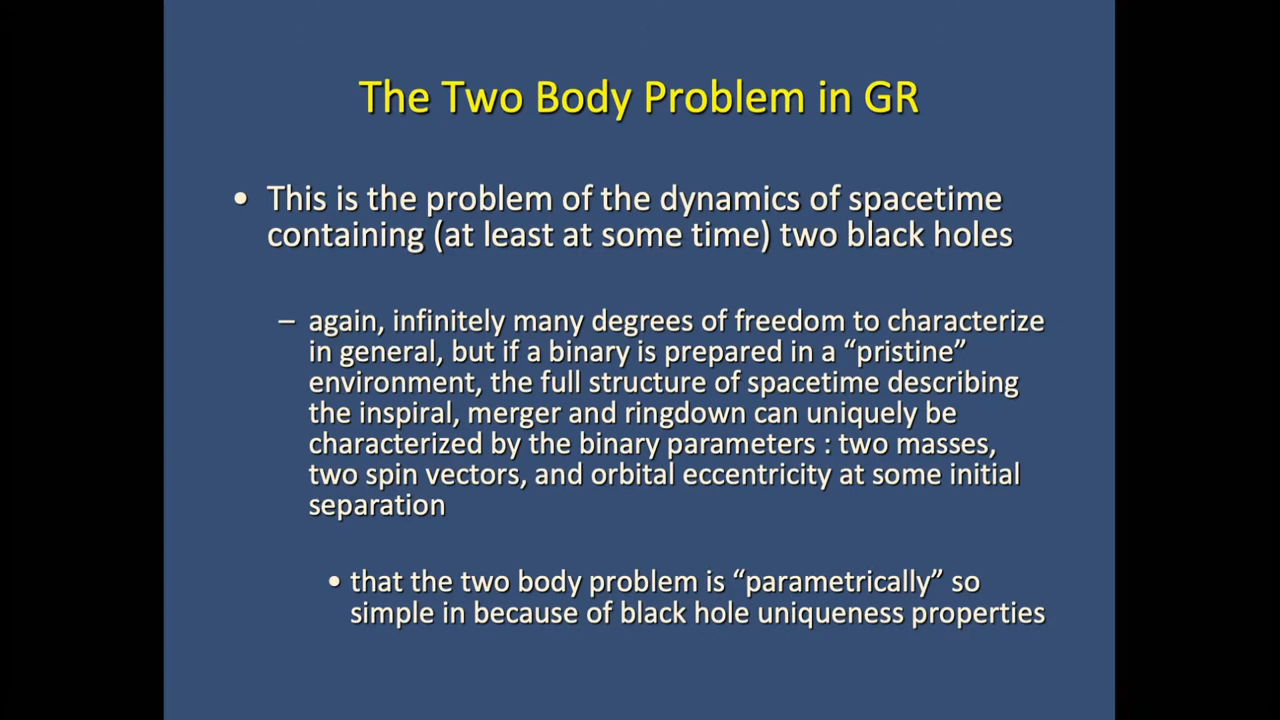 The Two Body Problem in GR
• This is the problem of the dynamics of spacetime
containing (at least at some time) two black holes
– again, infinitely many degrees of freedom to characterize
in general, but if a binary is prepared in a “pristine”
environment, the full structure of spacetime describing
the inspiral, merger and ringdown can uniquely be
characterized by the binary parameters : two masses,
two spin vectors, and orbital eccentricity at some initial
separation
• that the two body problem is “parametrically” so
simple in because of black hole uniqueness properties